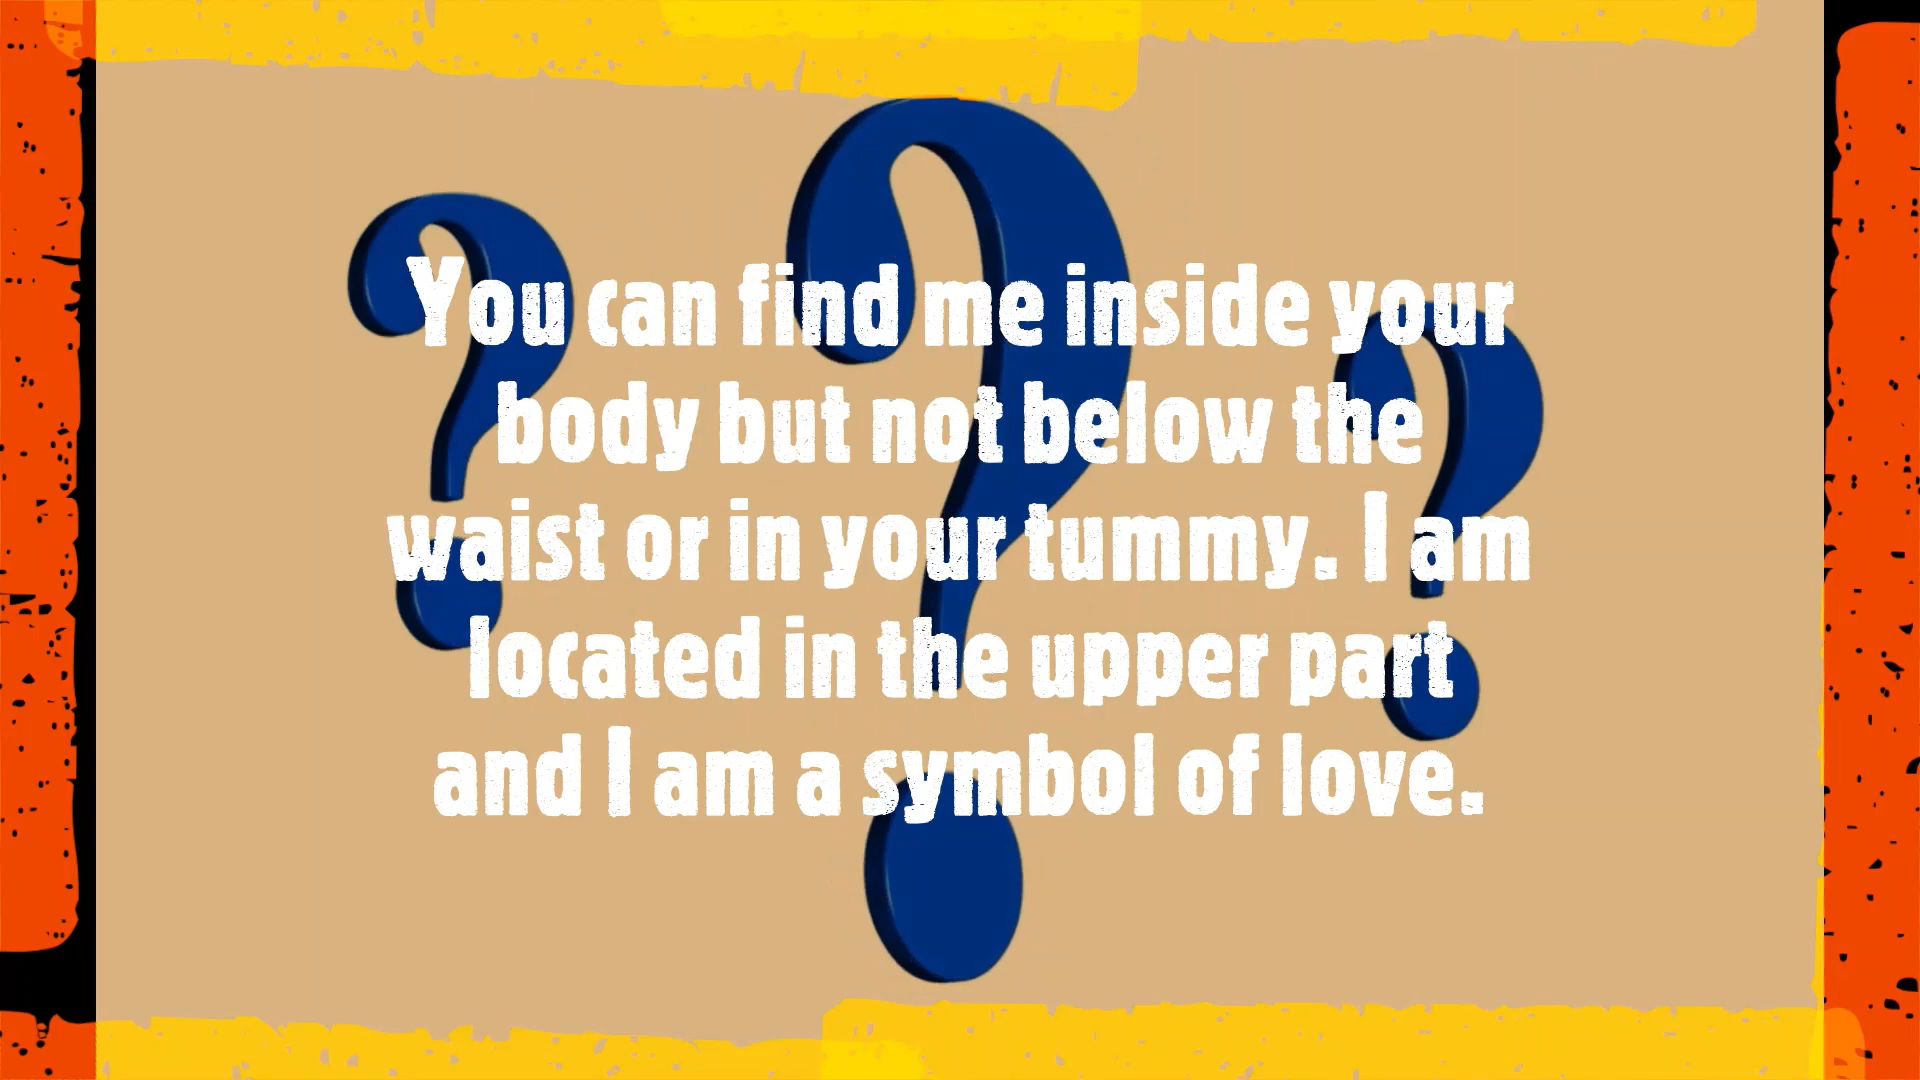 You can find me inside your
body but not below the
waist or in your tummy. I am
located in the upper part
and I am a symbol of love.